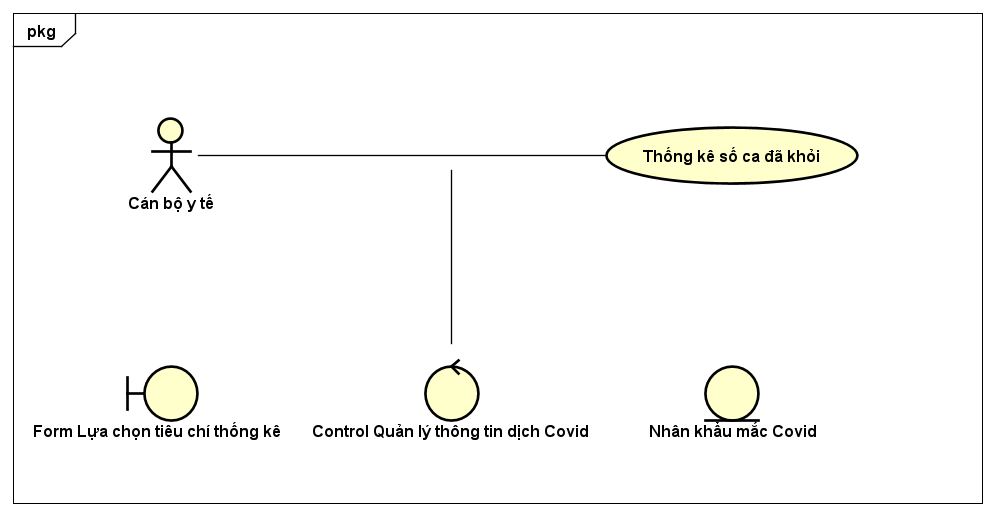 pkg
Thống kê số ca đã khỏi
Cán bộ y tế
Form Lựa chọn tiêu chí thống kê
Control Quản lý thông tin dịch Covid
Nhân khẩu mắc Covid